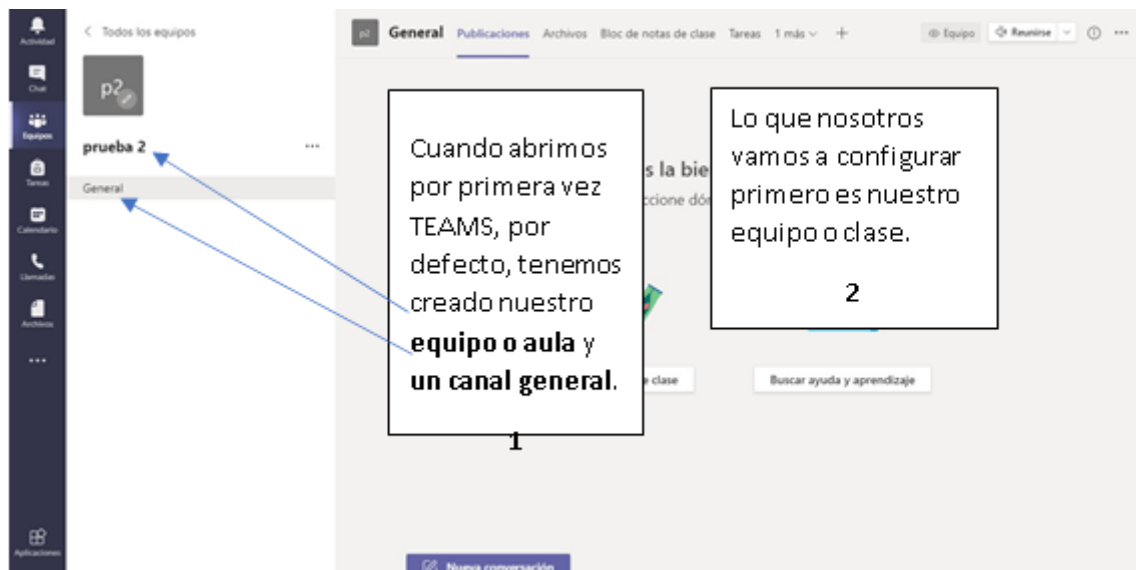 Actividad
Chat
Equipos
Tareas
Calendario
Llamadas
Archivos
Aplicaciones
Todos los equipos
p2
prueba 2
General
p2 General Publicaciones Archivos Bloc de notas de clase Tareas 1 más +
Equipo Reunirse
Cuando abrimos
por primera vez
TEAMS, por
defecto, tenemos
creado nuestro
equipo o aula y
un canal general.
1
Lo que nosotros
vamos a configurar
primero es nuestro
equipo o clase.
2
s la bie
ccione dó
clase
Buscar ayuda y aprendizaje
Nueva conversación